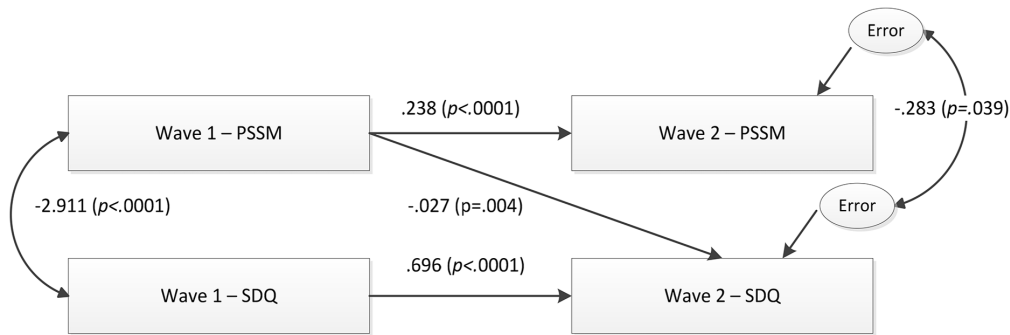 Error
.238 (p<.0001)
-.283 (p=.039)
Wave 1 – PSSM
Wave 2 – PSSM
-2.911 (p<.0001)
-.027 (p=.004)
Error
.696 (p<.0001)
Wave 1 – SDQ
Wave 2 – SDQ